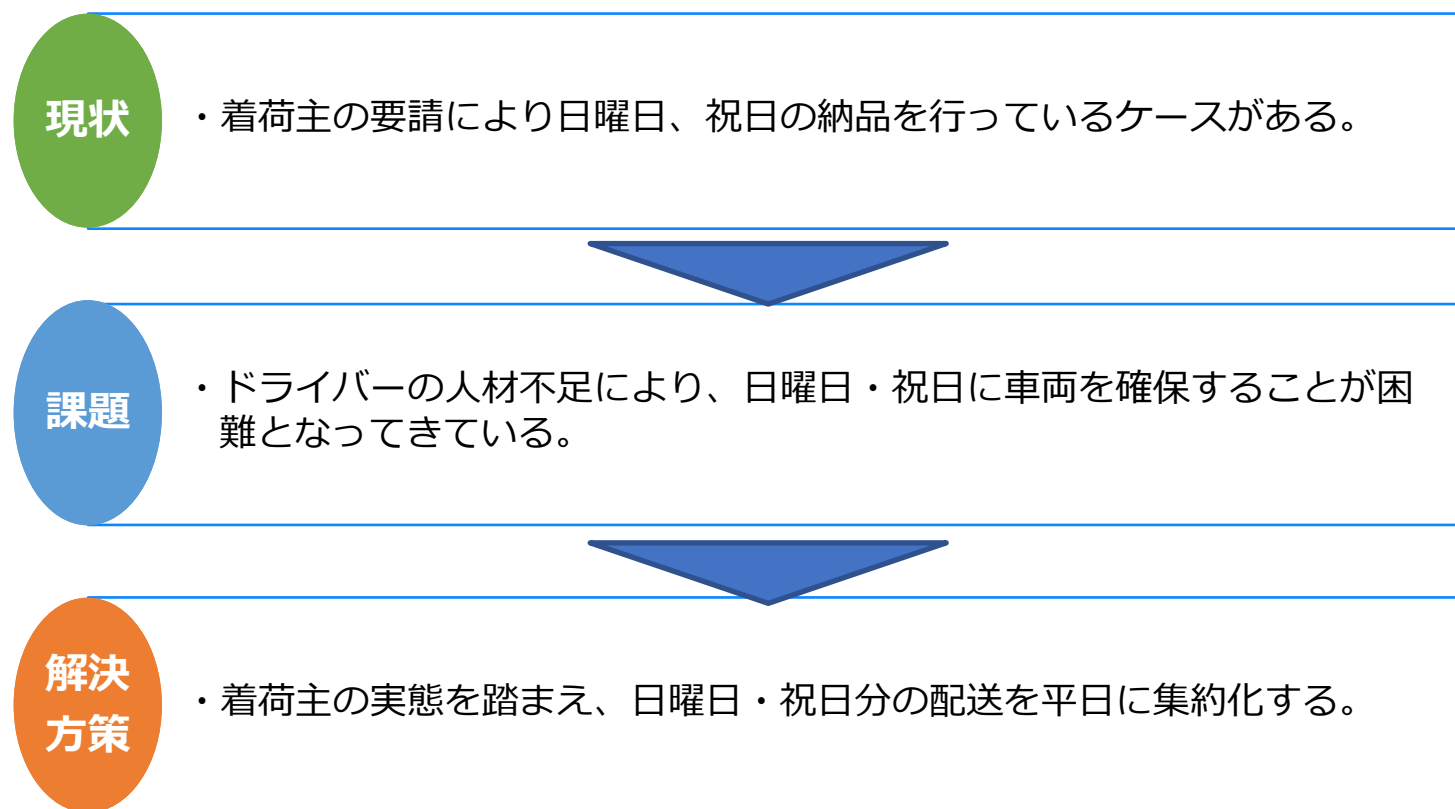 現状
・着荷主の要請により日曜日、祝日の納品を行っているケースがある。
課題
・ドライバーの人材不足により、日曜日・祝日に車両を確保することが困
難となってきている。
解決
方策
・着荷主の実態を踏まえ、日曜日・祝日分の配送を平日に集約化する。